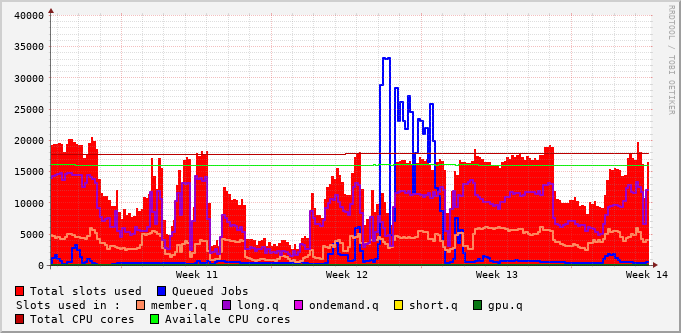 40000
35000
30000
25000
20000
15000
10000
5000
0
Week 11 Week 12 Week 13 Week 14
RRDTOOL / TOBI OETIKER
Total slots used Queued Jobs
Slots used in : member.q long.q ondemand.q short.q gpu.q
Total CPU cores Availale CPU cores